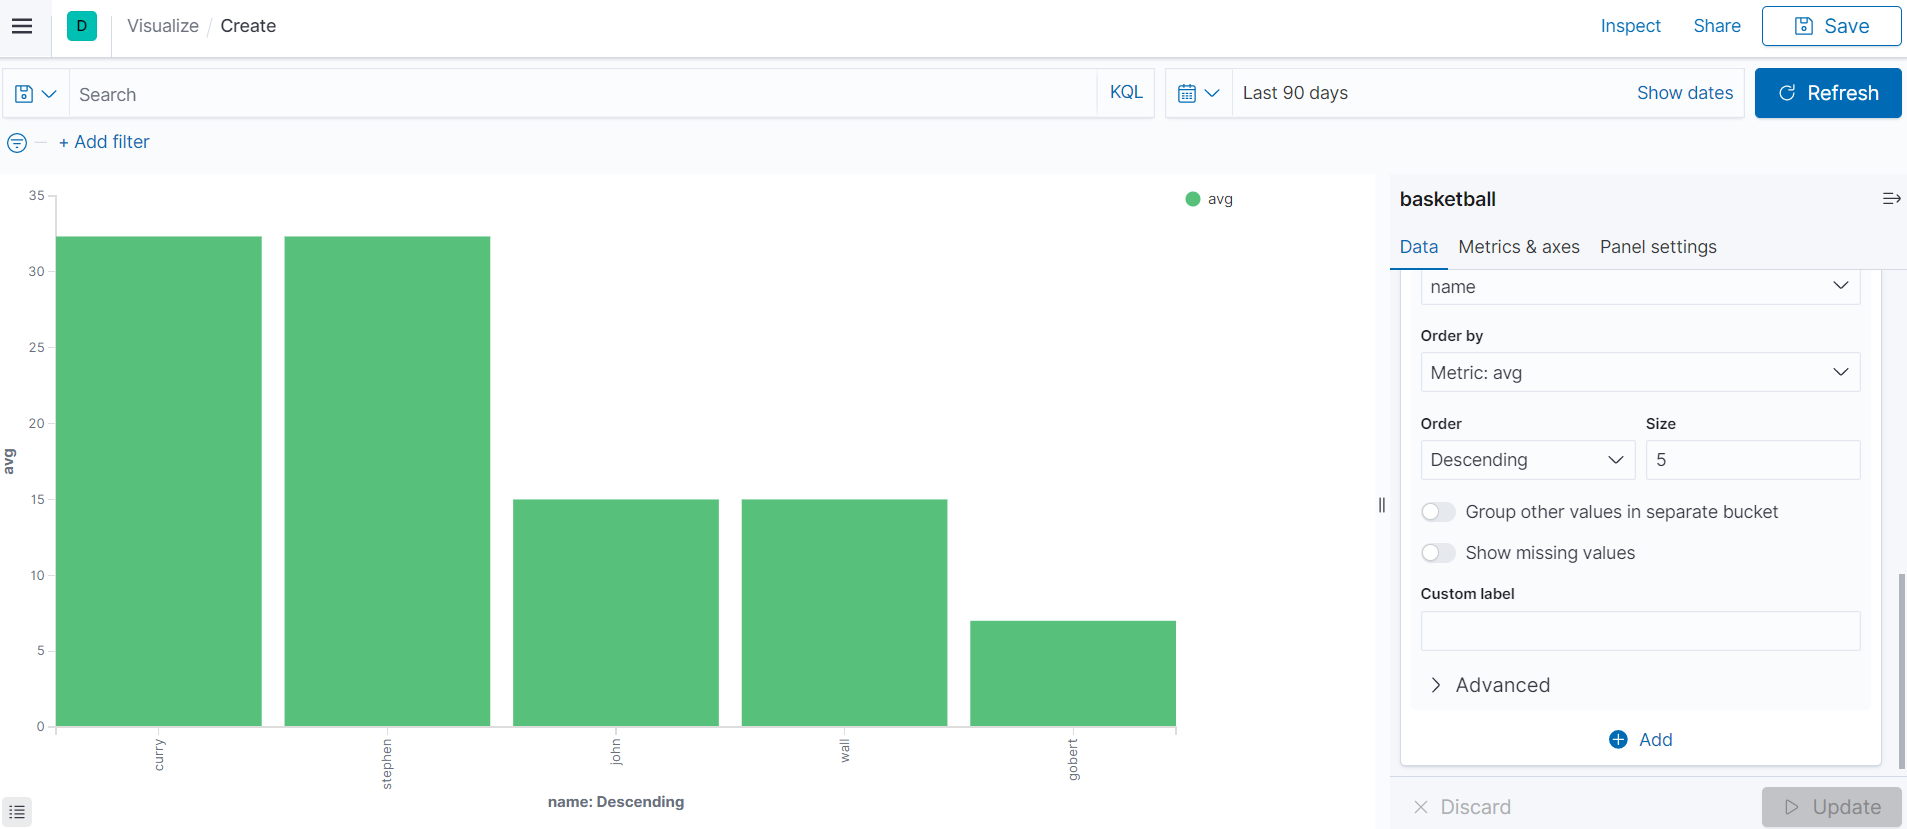 D Visualize / Create Inspect Share Save
Search KQL Last 90 days Show dates Refresh
+ Add filter
35
30
25
20
15
10
5
0
avg
curry
stephen
john
wall
gobert
name: Descending
avg
basketball
Data Metrics & axes Panel settings
name
Order by
Metric: avg
Order Size
Descending 5
Group other values in separate bucket
Show missing values
Custom label
Advanced
Add
Discard Update